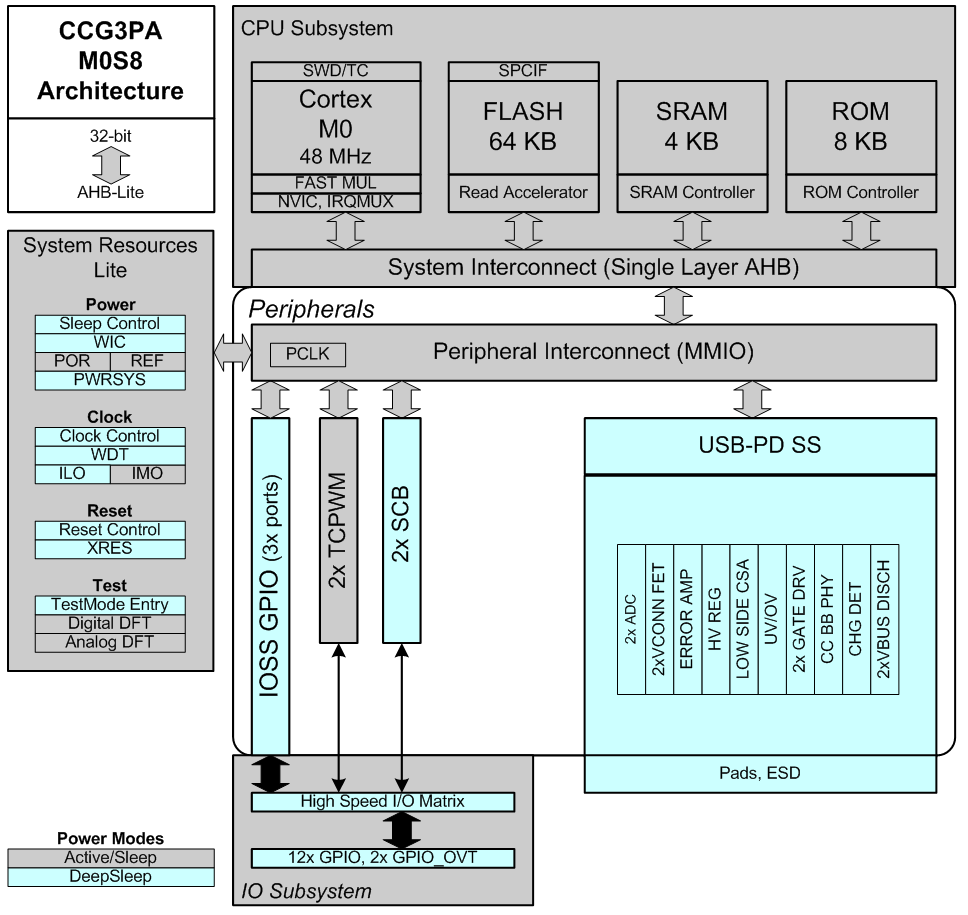 CCG3PA
M0S8
Architecture
32-bit
AHB-Lite
CPU Subsystem
SWD/TC
Cortex
M0
48 MHz
FAST MUL
NVIC, IRQMUX
SPCIF
FLASH
64 KB
Read Accelerator
SRAM
4 KB
SRAM Controller
ROM
8 KB
ROM Controller
System Interconnect (Single Layer AHB)
System Resources
Lite
Power
Sleep Control
WIC
POR
REF
PWRSYS
Clock
Clock Control
WDT
ILO
IMO
Reset
Reset Control
XRES
Test
TestMode Entry
Digital DFT
Analog DFT
Peripherals
PCLK
Peripheral Interconnect (MMIO)
IOSS GPIO (3x ports)
2x TCPWM
2x SCB
USB-PD SS
2x ADC
2xVCONN FET
ERROR AMP
HV REG
LOW SIDE CSA
UV/OV
2x GATE DRV
CC BB PHY
CHG DET
2xVBUS DISCH
Pads, ESD
High Speed I/O Matrix
12x GPIO, 2x GPIO_OVT
IO Subsystem
Power Modes
Active/Sleep
DeepSleep